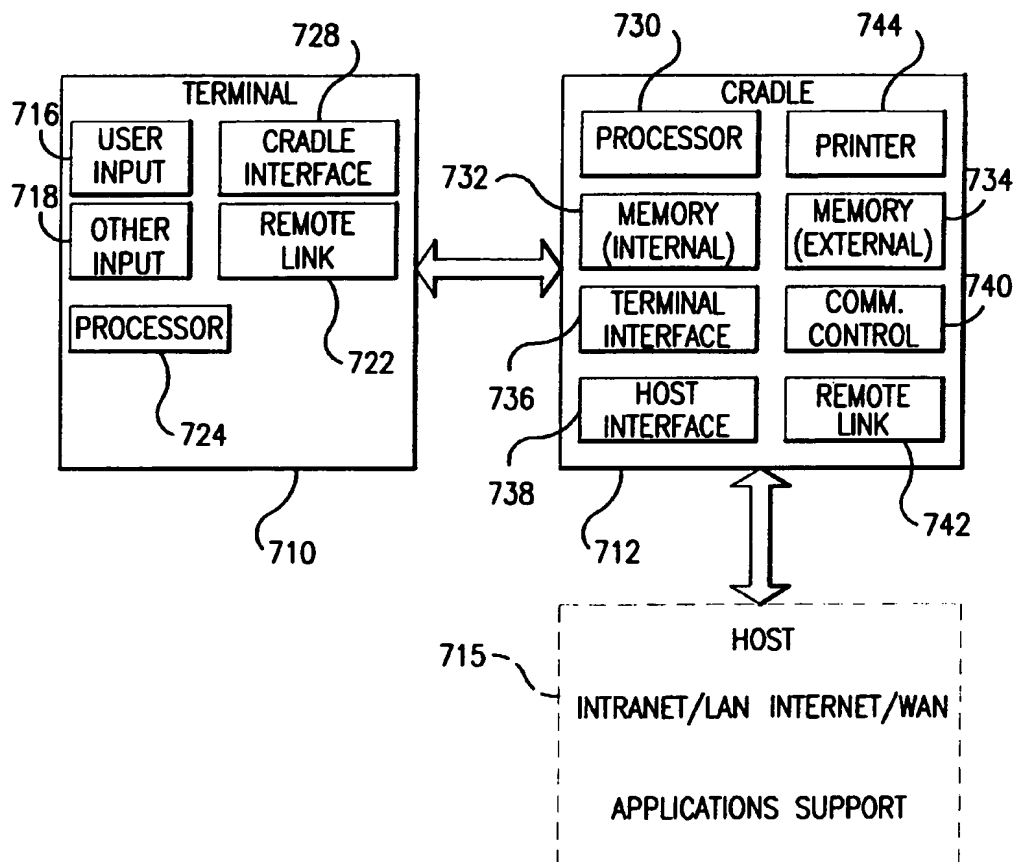 728
730
744
TERMINAL
CRADLE
716
USER
INPUT
CRADLE
INTERFACE
PROCESSOR
PRINTER
718
732
734
OTHER
INPUT
REMOTE
LINK
MEMORY
(INTERNAL)
MEMORY
(EXTERNAL)
PROCESSOR
TERMINAL
INTERFACE
COMM.
CONTROL
740
722
736
724
HOST
INTERFACE
REMOTE
LINK
738
710
712
742
715
HOST
INTRANET/LAN INTERNET/WAN
APPLICATIONS SUPPORT